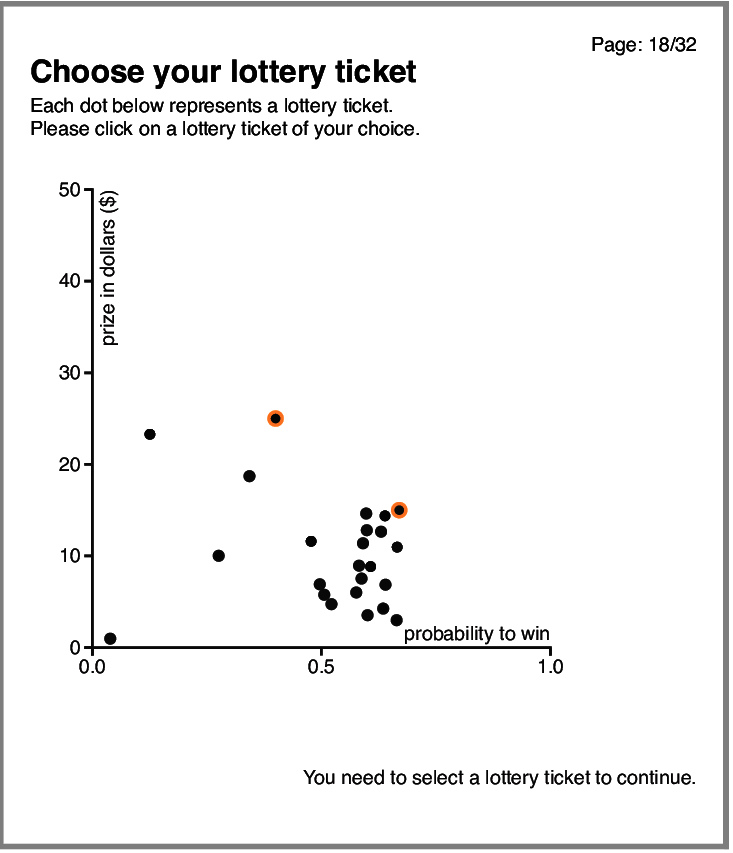 Page: 18/32
Choose your lottery ticket
Each dot below represents a lottery ticket.
Please click on a lottery ticket of your choice.
50
prize in dollars ($)
40
30
20
10
probability to win
0
0.0
0.5
1.0
You need to select a lottery ticket to continue.